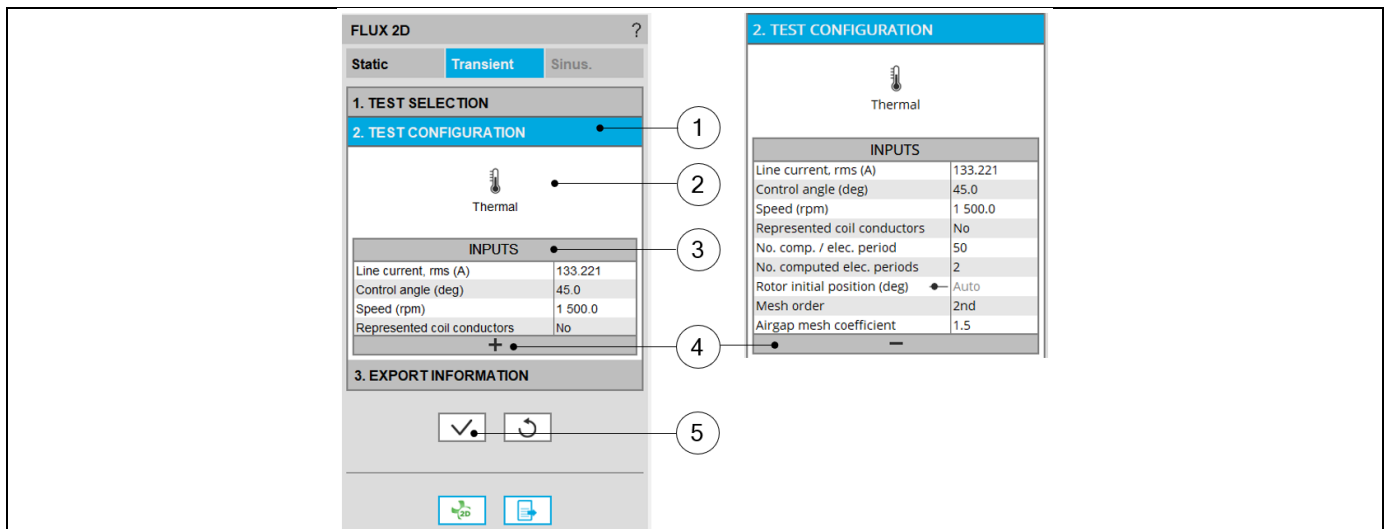 FLUX 2D ?
Static Transient Sinus.
1. TEST SELECTION
2. TEST CONFIGURATION
Thermal
INPUTS
Line current, rms (A) 133.221
Control angle (deg) 45.0
Speed (rpm) 1 500.0
Represented coil conductors No
+
3. EXPORT INFORMATION
2D
1
2
3
4
5
2. TEST CONFIGURATION
Thermal
INPUTS
Line current, rms (A) 133.221
Control angle (deg) 45.0
Speed (rpm) 1 500.0
Represented coil conductors No
No. comp. / elec. period 50
No. computed elec. periods 2
Rotor initial position (deg) Auto
Mesh order 2nd
Airgap mesh coefficient 1.5
−